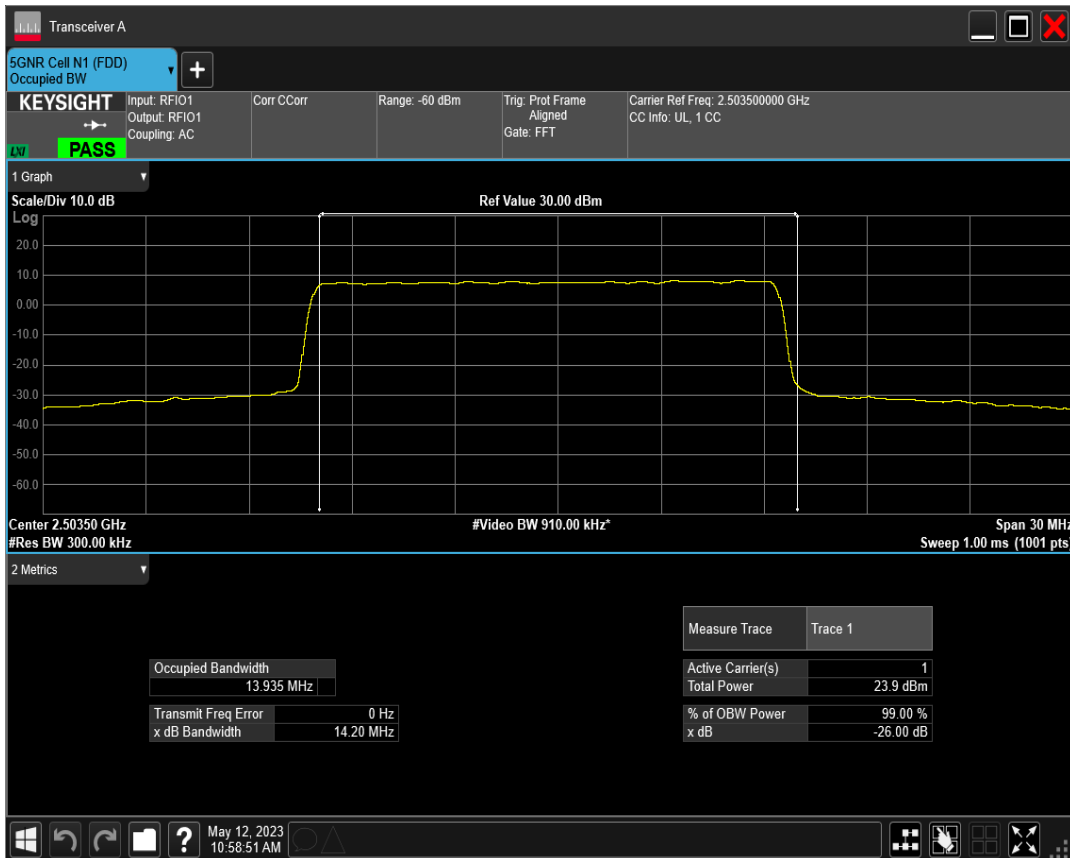 Transceiver A
5GNR Cell N1 (FDD)
Occupied BW
+
KEYSIGHT
LXI
PASS
Input: RFIO1
Output: RFIO1
Coupling: AC
Corr CCorr
Range: -60 dBm
Trig: Prot Frame
Aligned
Gate: FFT
Carrier Ref Freq: 2.503500000 GHz
CC Info: UL, 1 CC
1 Graph
Scale/Div 10.0 dB
Ref Value 30.00 dBm
Log
20.0
10.0
0.00
-10.0
-20.0
-30.0
-40.0
-50.0
-60.0
Center 2.50350 GHz
#Video BW 910.00 kHz*
Span 30 MHz
#Res BW 300.00 kHz
Sweep 1.00 ms (1001 pts)
2 Metrics
Measure Trace Trace 1
Occupied Bandwidth
13.935 MHz
Active Carrier(s) 1
Total Power 23.9 dBm
Transmit Freq Error 0 Hz
x dB Bandwidth 14.20 MHz
% of OBW Power 99.00 %
x dB -26.00 dB
?
May 12, 2023
10:58:51 AM